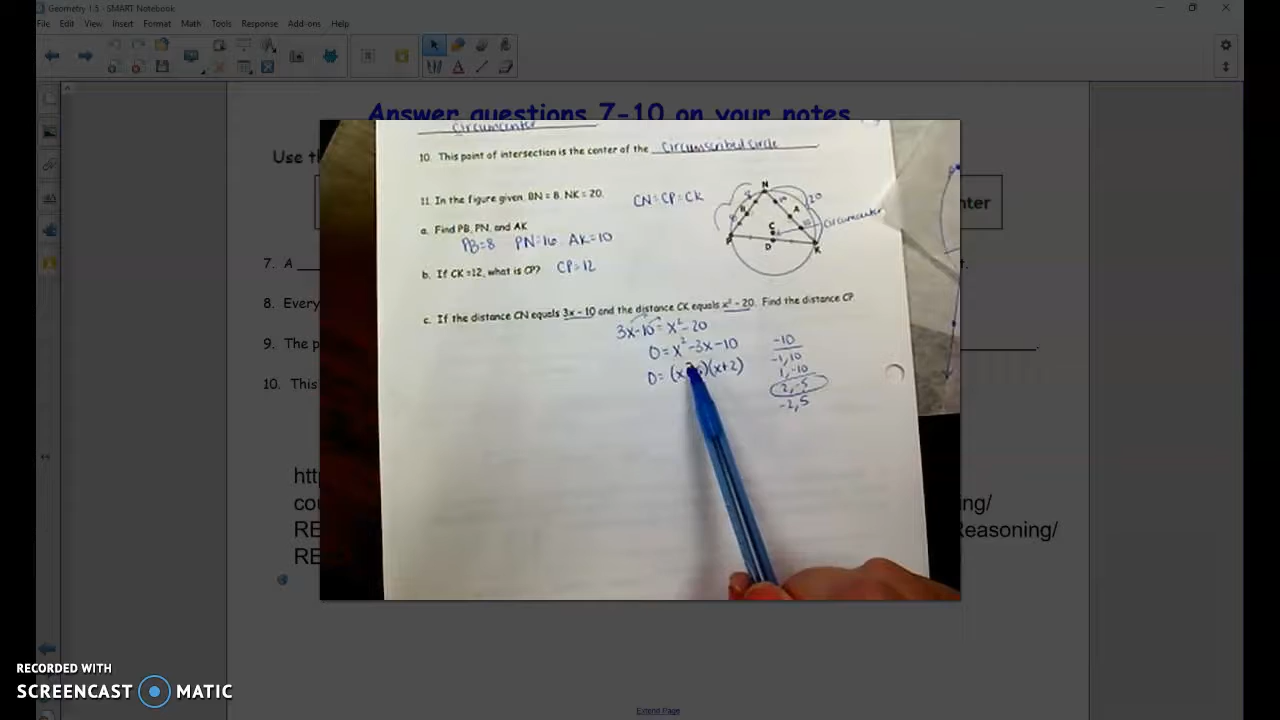 Geometry 1.5 - SMART Notebook
File Edit View Insert Format Math Tools Response Add-ons Help
Answer questions 7-10 on your notes
Use th
enter
7. A
8. Every
9. The p
10. This
htt
cou
ing/
RE
Reasoning/
RE
circumcenter
10. This point of intersection is the center of the circumscribed circle
11. In the figure given, BN = 8, NK = 20.
CN=CP=CK
a. Find PB, PN, and AK
PB=8 PN=16 AK=10
b. If CK =12, what is CP? CP=12
N
8
B
8
P
A
20
10
C
D
K
circumcenter
c. If the distance CN equals 3x - 10 and the distance CK equals x² - 20. Find the distance CP.
3x-10 = x²-20
0 = x²-3x-10
0= (x )(x+2)
-10
-1,10
1,-10
2,-5
-2,5
RECORDED WITH
SCREENCAST MATIC
Extend Page